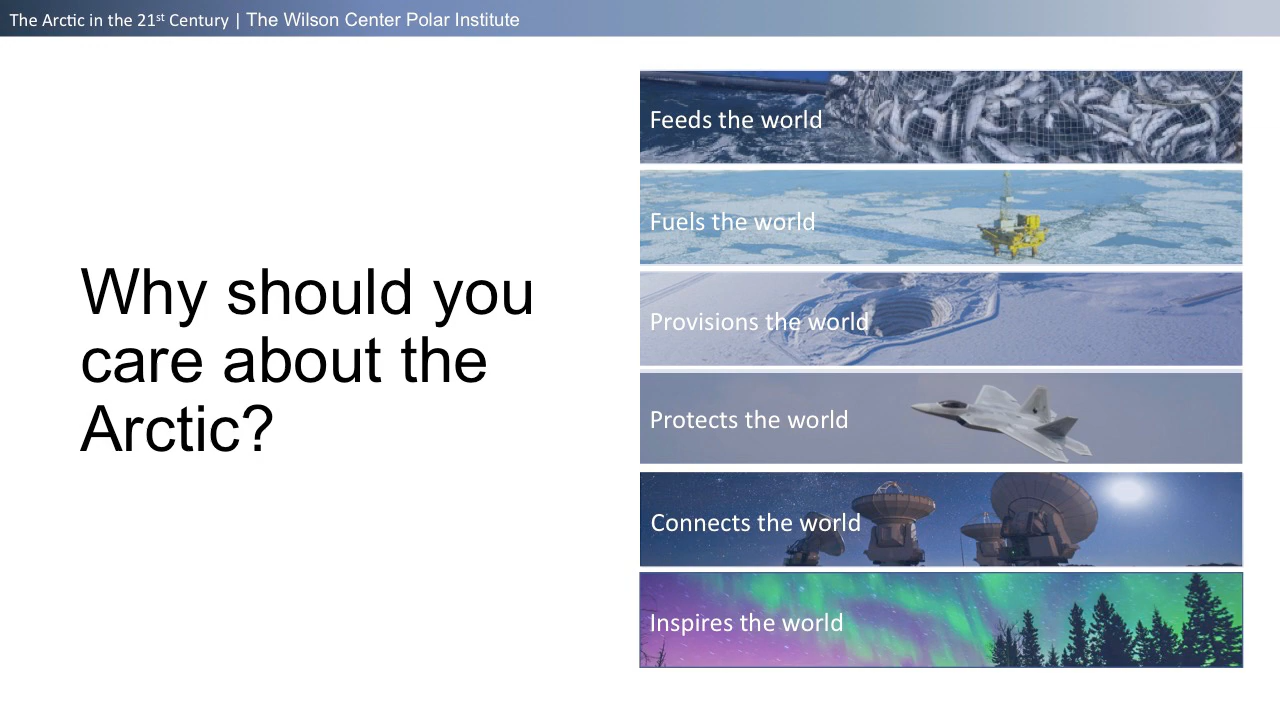 The Arctic in the 21st Century | The Wilson Center Polar Institute
Why should you
care about the
Arctic?
Feeds the world
Fuels the world
Provisions the world
Protects the world
Connects the world
Inspires the world